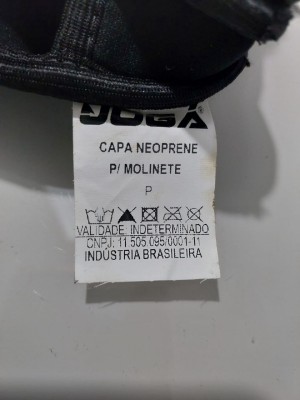 JOGÁ
CAPA NEOPRENE
P/ MOLINETE
P
VALIDADE: INDETERMINADO
CNPJ: 11.505.095/0001-11
INDÚSTRIA BRASILEIRA